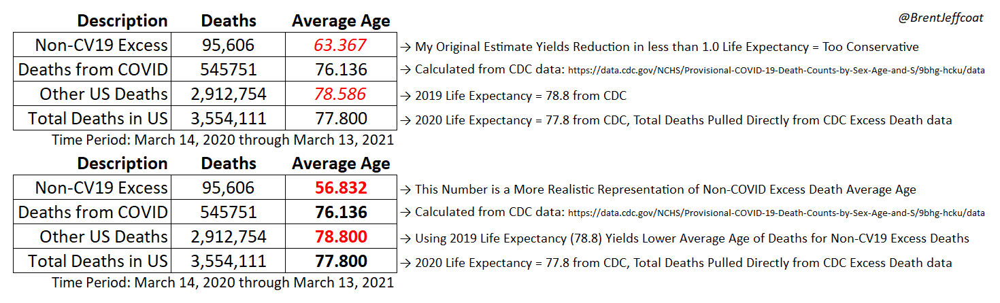 @BrentJeffcoat
Description Deaths Average Age
Non-CV19 Excess 95,606 63.367 → My Original Estimate Yields Reduction in less than 1.0 Life Expectancy = Too Conservative
Deaths from COVID 545751 76.136 → Calculated from CDC data: https://data.cdc.gov/NCHS/Provisional-COVID-19-Death-Counts-by-Sex-Age-and-S/9bhg-hcku/data
Other US Deaths 2,912,754 78.586 → 2019 Life Expectancy = 78.8 from CDC
Total Deaths in US 3,554,111 77.800 → 2020 Life Expectancy = 77.8 from CDC, Total Deaths Pulled Directly from CDC Excess Death data
Time Period: March 14, 2020 through March 13, 2021
Description Deaths Average Age
Non-CV19 Excess 95,606 56.832 → This Number is a More Realistic Representation of Non-COVID Excess Death Average Age
Deaths from COVID 545751 76.136 → Calculated from CDC data: https://data.cdc.gov/NCHS/Provisional-COVID-19-Death-Counts-by-Sex-Age-and-S/9bhg-hcku/data
Other US Deaths 2,912,754 78.800 → Using 2019 Life Expectancy (78.8) Yields Lower Average Age of Deaths for Non-CV19 Excess Deaths
Total Deaths in US 3,554,111 77.800 → 2020 Life Expectancy = 77.8 from CDC, Total Deaths Pulled Directly from CDC Excess Death data
Time Period: March 14, 2020 through March 13, 2021